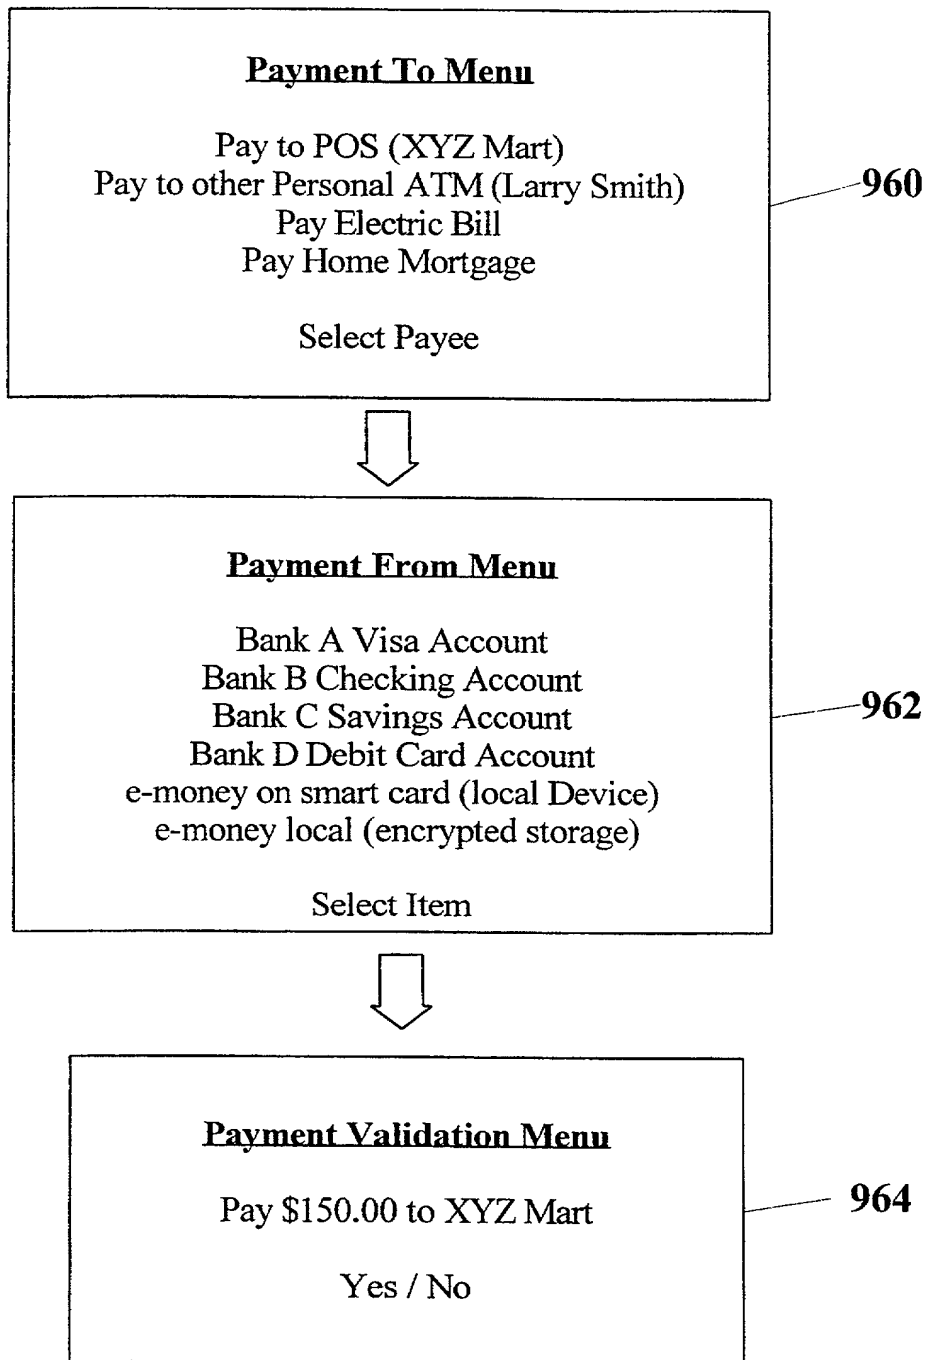 Payment To Menu
Pay to POS (XYZ Mart)
Pay to other Personal ATM (Larry Smith)
Pay Electric Bill
Pay Home Mortgage
Select Payee
960
Payment From Menu
Bank A Visa Account
Bank B Checking Account
Bank C Savings Account
Bank D Debit Card Account
e-money on smart card (local Device)
e-money local (encrypted storage)
Select Item
962
Payment Validation Menu
Pay $150.00 to XYZ Mart
Yes / No
964